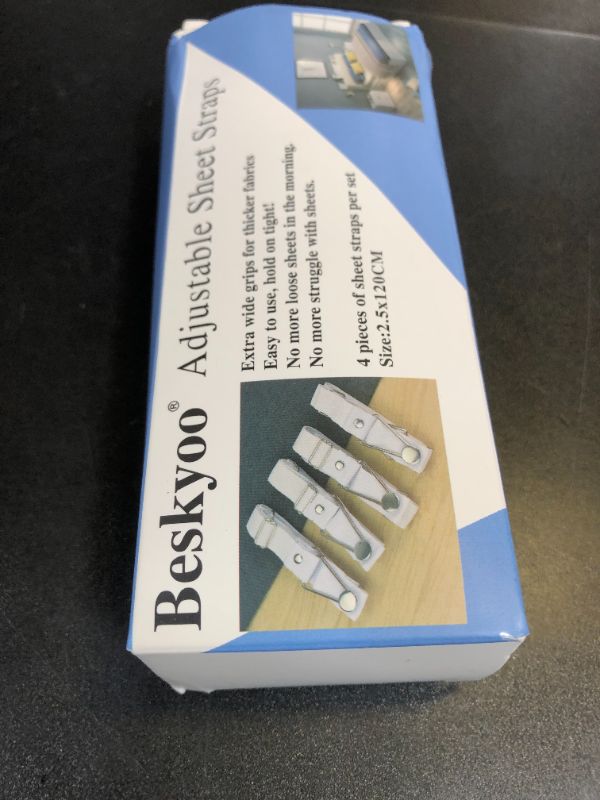 Beskyoo® Adjustable Sheet Straps
Extra wide grips for thicker fabrics
Easy to use, hold on tight!
No more loose sheets in the morning.
No more struggle with sheets.
4 pieces of sheet straps per set
Size:2.5x120CM